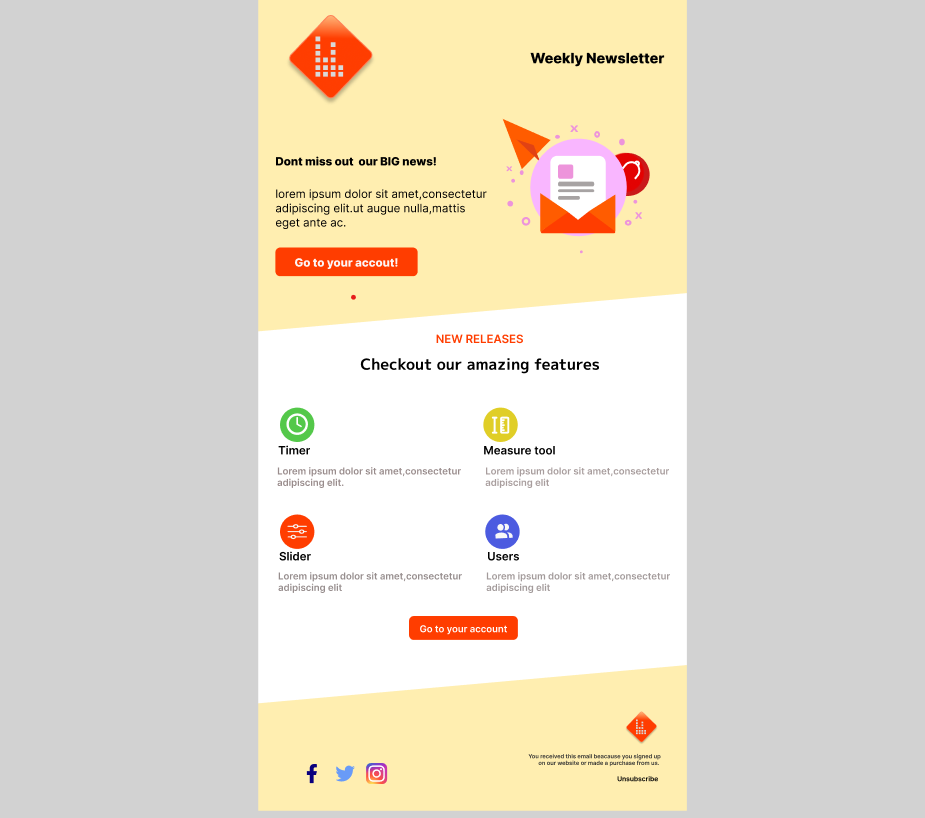 Weekly Newsletter
Dont miss out  our BIG news!
lorem ipsum dolor sit amet,consectetur
adipiscing elit.ut augue nulla,mattis
eget ante ac.
Go to your accout!
NEW RELEASES
Checkout our amazing features
Timer
Lorem ipsum dolor sit amet,consectetur
adipiscing elit.
Measure tool
Lorem ipsum dolor sit amet,consectetur
adipiscing elit
Slider
Lorem ipsum dolor sit amet,consectetur
adipiscing elit
Users
Lorem ipsum dolor sit amet,consectetur
adipiscing elit
Go to your account
You received this email beacause you signed up
on our website or made a purchase from us.
Unsubscribe